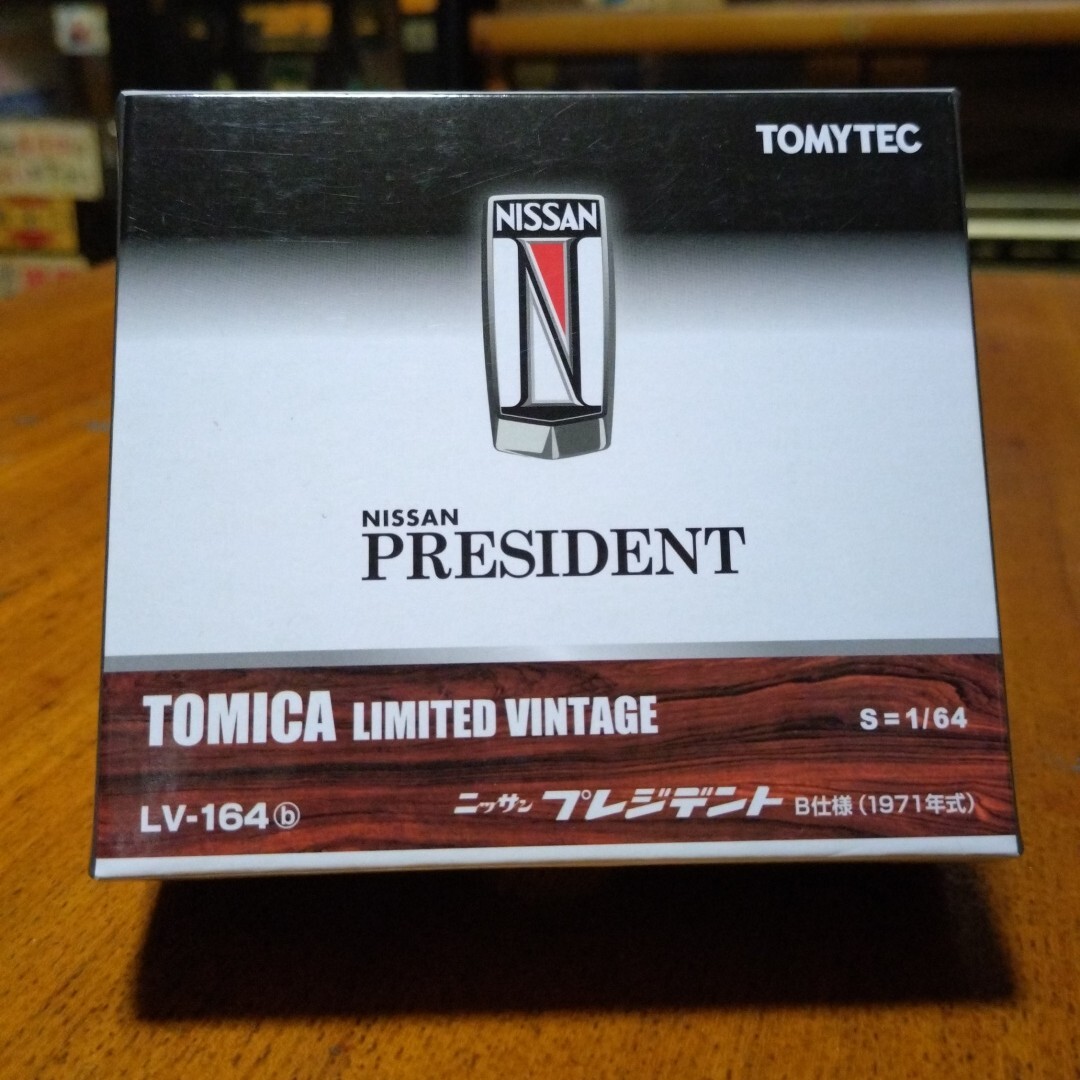 TOMYTEC
NISSAN
N
NISSAN
PRESIDENT
TOMICA LIMITED VINTAGE
S=1/64
LV-164ⓑ
ニッサン プレジデント B仕様（1971年式）